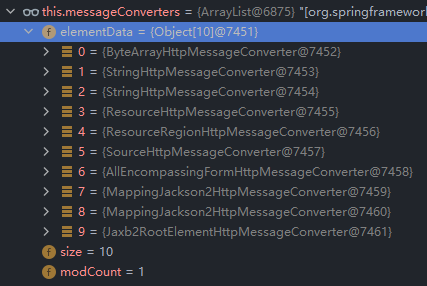 this.messageConverters = {ArrayList@6875} "[org.springframework
f elementData = {Object[10]@7451}
0 = {ByteArrayHttpMessageConverter@7452}
1 = {StringHttpMessageConverter@7453}
2 = {StringHttpMessageConverter@7454}
3 = {ResourceHttpMessageConverter@7455}
4 = {ResourceRegionHttpMessageConverter@7456}
5 = {SourceHttpMessageConverter@7457}
6 = {AllEncompassingFormHttpMessageConverter@7458}
7 = {MappingJackson2HttpMessageConverter@7459}
8 = {MappingJackson2HttpMessageConverter@7460}
9 = {Jaxb2RootElementHttpMessageConverter@7461}
f size = 10
f modCount = 1